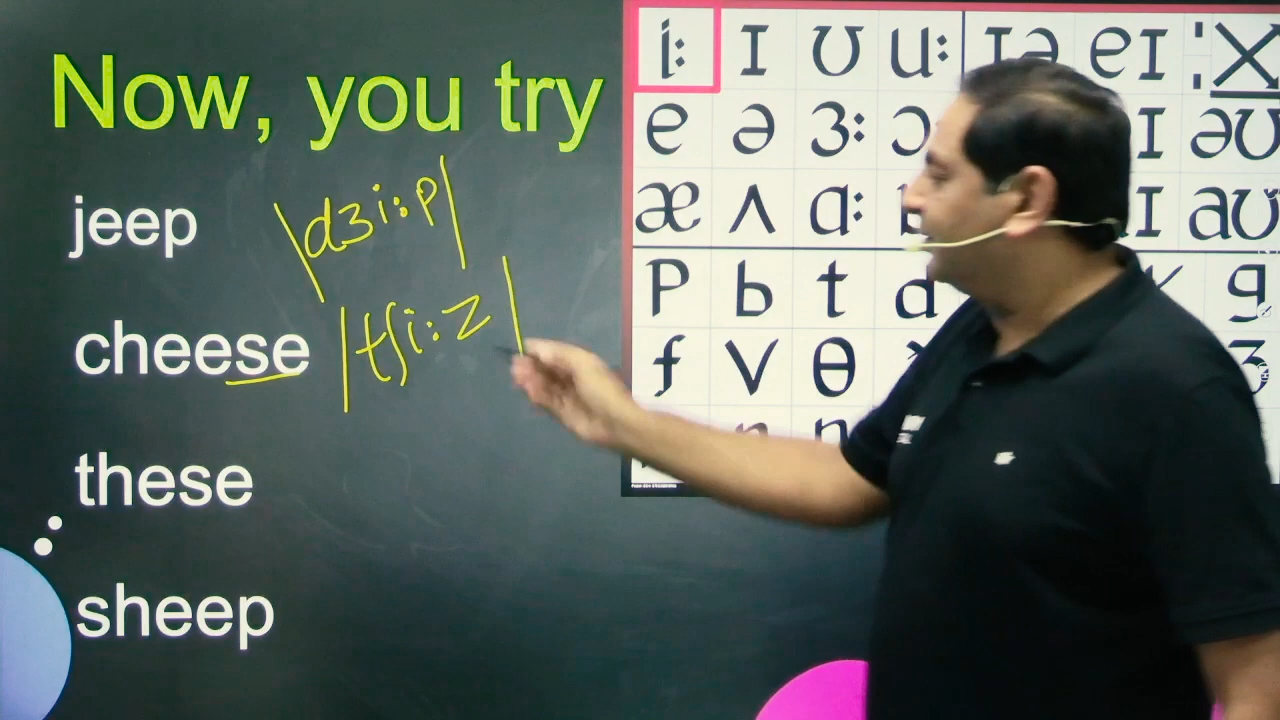 Now, you try
jeep |dʒi:p|
cheese |tʃi:z|
these
sheep
i: ɪ ʊ u: ɪə eɪ X
e ə ɜ: ɔ ɪ əʊ
æ ʌ ɑ: ɪ aʊ
p b t d g
f v θ ʒ